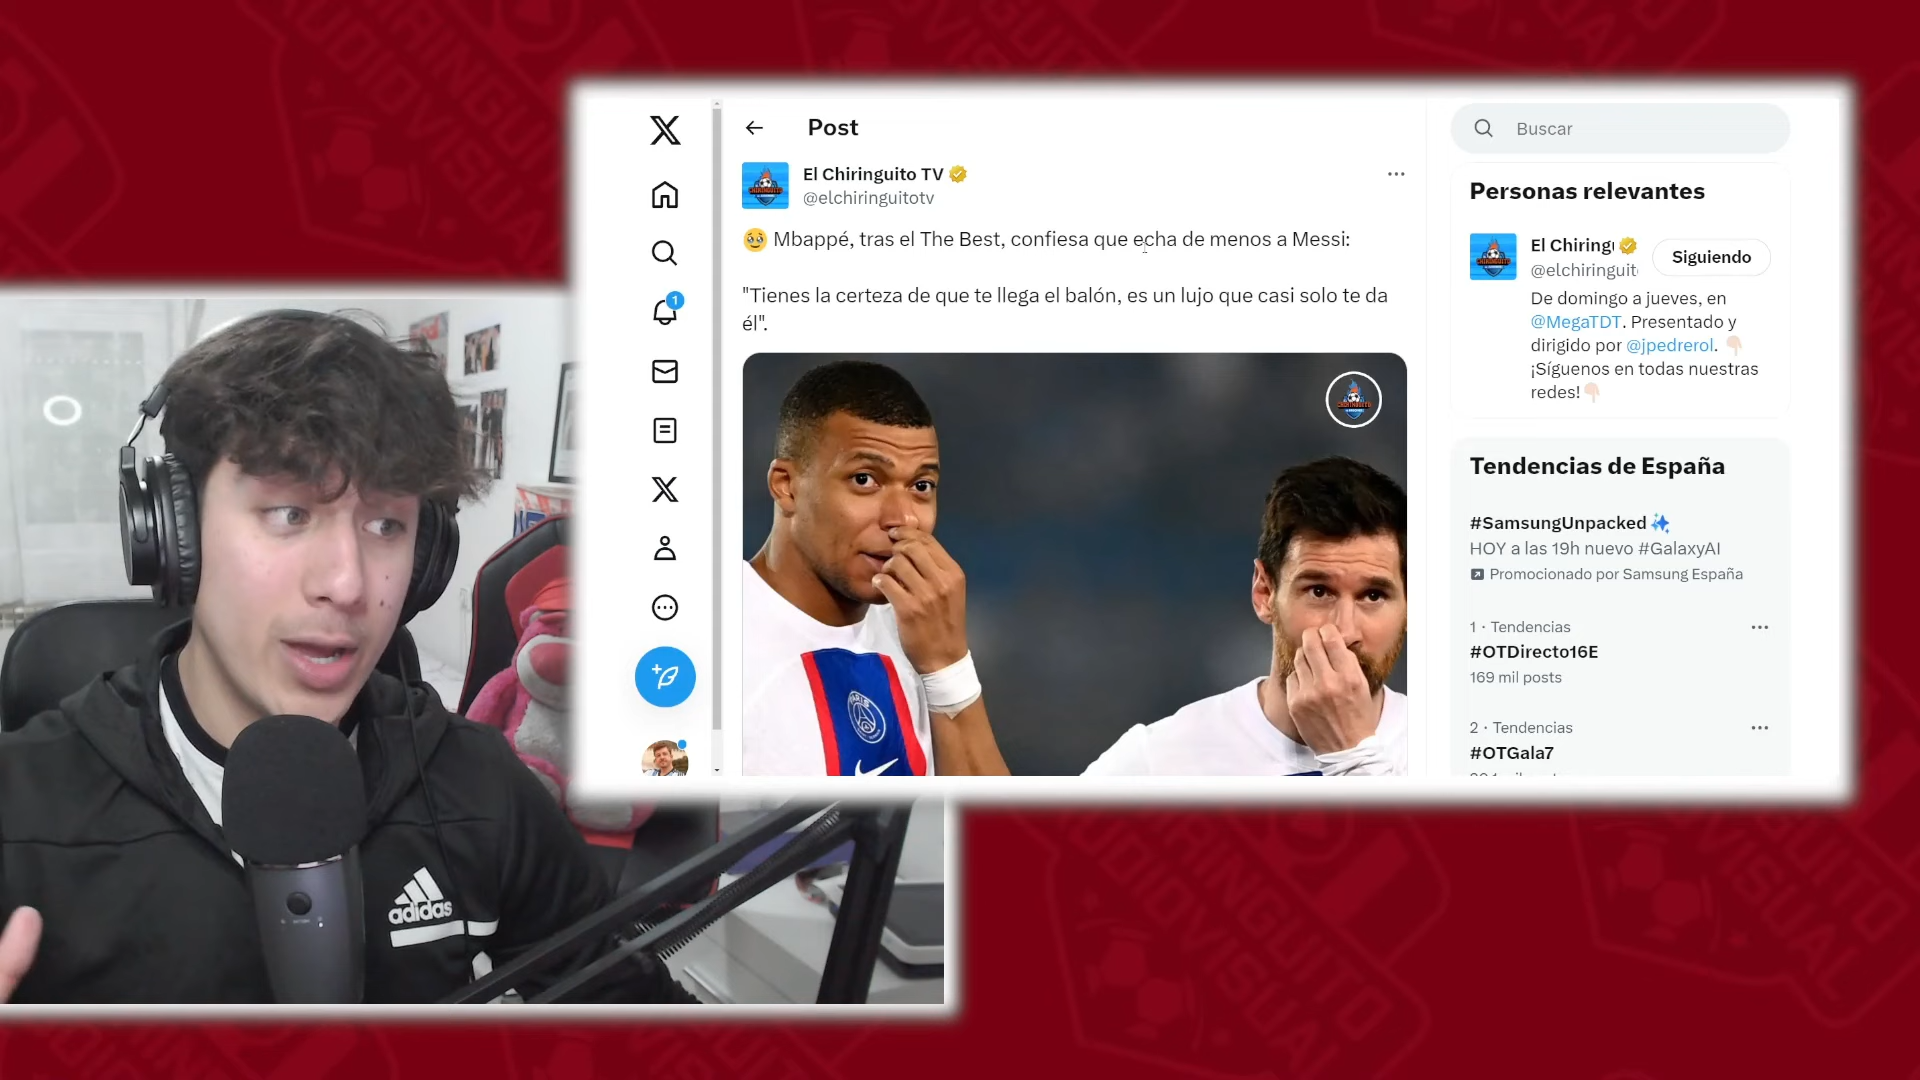 Post
El Chiringuito TV
@elchiringuitotv
🥹 Mbappé, tras el The Best, confiesa que echa de menos a Messi:
"Tienes la certeza de que te llega el balón, es un lujo que casi solo te da
él".
1
PARIS
adidas
Buscar
Personas relevantes
El Chiring
@elchiringuit
Siguiendo
De domingo a jueves, en
@MegaTDT. Presentado y
dirigido por @jpedrerol. 👇🏻
¡Síguenos en todas nuestras
redes!👇🏻
Tendencias de España
#SamsungUnpacked
HOY a las 19h nuevo #GalaxyAI
Promocionado por Samsung España
1 · Tendencias
#OTDirecto16E
169 mil posts
2 · Tendencias
#OTGala7